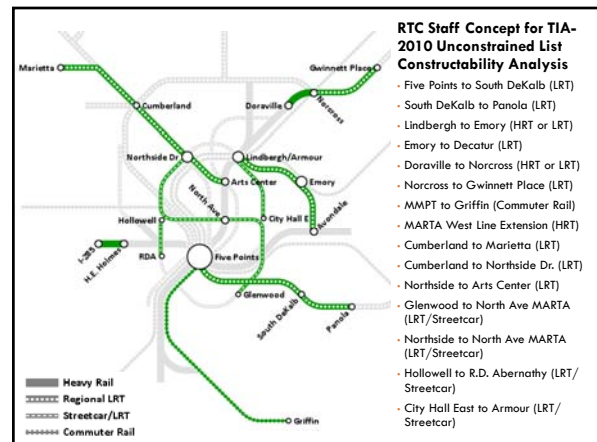 RTC Staff Concept for TIA-
2010 Unconstrained List
Constructability Analysis
Five Points to South DeKalb (LRT)
South DeKalb to Panola (LRT)
Lindbergh to Emory (HRT or LRT)
Emory to Decatur (LRT)
Doraville to Norcross (HRT or LRT)
Norcross to Gwinnett Place (LRT)
MMPT to Griffin (Commuter Rail)
MARTA West Line Extension (HRT)
Cumberland to Marietta (LRT)
Cumberland to Northside Dr. (LRT)
Northside to Arts Center (LRT)
Glenwood to North Ave MARTA
(LRT/Streetcar)
Northside to North Ave MARTA
(LRT/Streetcar)
Hollowell to R.D. Abernathy (LRT/
Streetcar)
City Hall East to Armour (LRT/
Streetcar)
Marietta
Gwinnett Place
Cumberland
Doraville
Norcross
Northside Dr
Lindbergh/Armour
Arts Center
Emory
North Ave
Hollowell
City Hall E
Avondale
I-285
H.E. Holmes
RDA
Five Points
Glenwood
South DeKalb
Panola
Griffin
Heavy Rail
Regional LRT
Streetcar/LRT
Commuter Rail